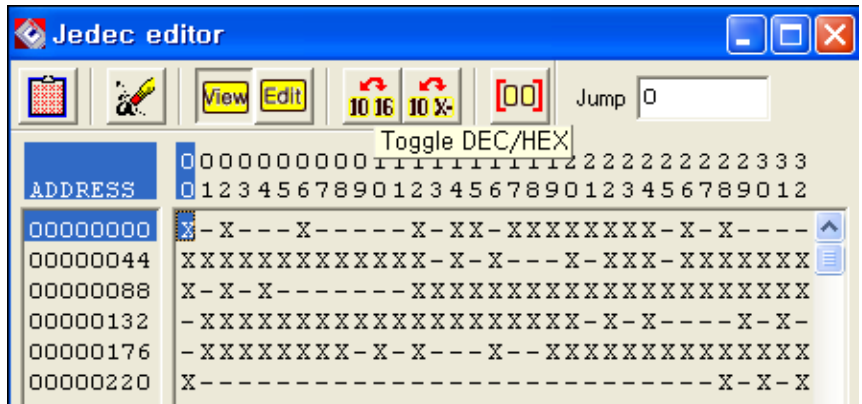 Jedec editor
View Edit 10 16 10 X- [00] Jump 0
Toggle DEC/HEX
000000000011111111112222222222333
ADDRESS 012345678901234567890123456789012
00000000 X-X---X-----X-XX-XXXXXXXX-X-X----
00000044 XXXXXXXXXXXXX-X-X---X-XXX-XXXXXXX
00000088 X-X-X-------XXXXXXXXXXXXXXXXXXXXX
00000132 -XXXXXXXXXXXXXXXXXXXX-X-X----X-X-
00000176 -XXXXXXXX-X-X---X--XXXXXXXXXXXXXX
00000220 X---------------------------X-X-X